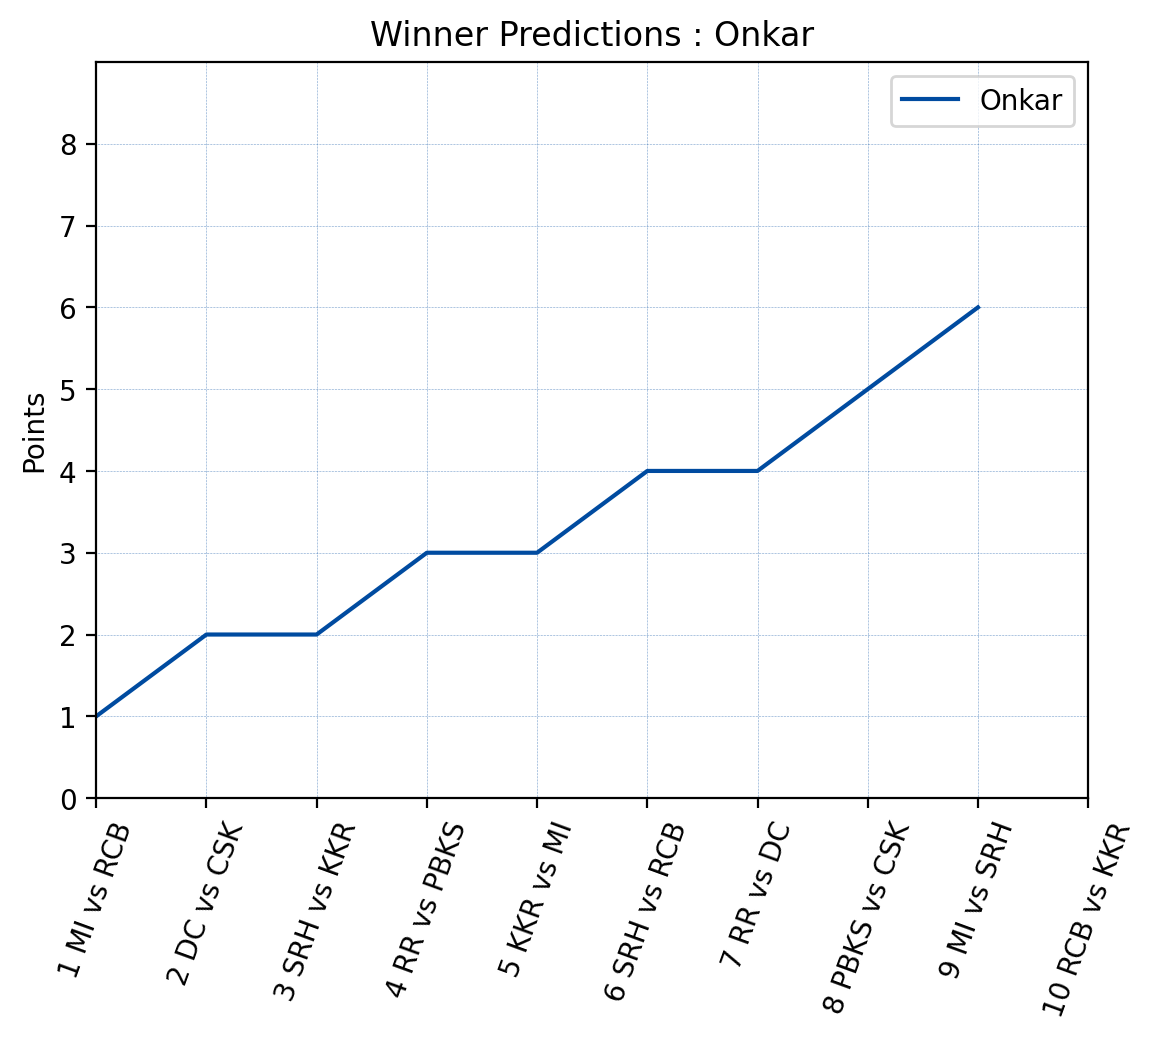 Winner Predictions : Onkar
Onkar
8
7
6
5
4
3
2
1
0
Points
1 MI vs RCB
2 DC vs CSK
3 SRH vs KKR
4 RR vs PBKS
5 KKR vs MI
6 SRH vs RCB
7 RR vs DC
8 PBKS vs CSK
9 MI vs SRH
10 RCB vs KKR